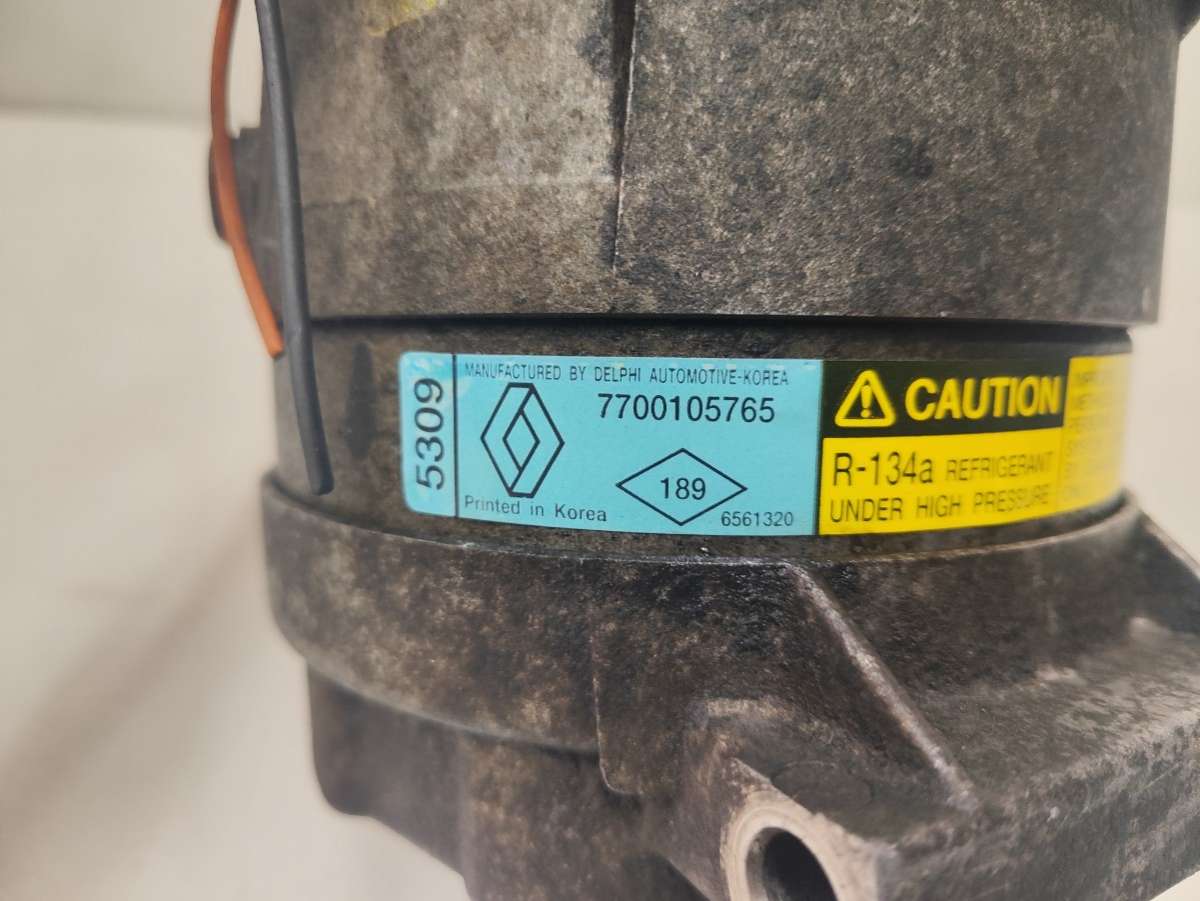 5309
MANUFACTURED BY DELPHI AUTOMOTIVE-KOREA
7700105765
189
Printed in Korea
6561320
CAUTION
R-134a REFRIGERANT
UNDER HIGH PRESSURE